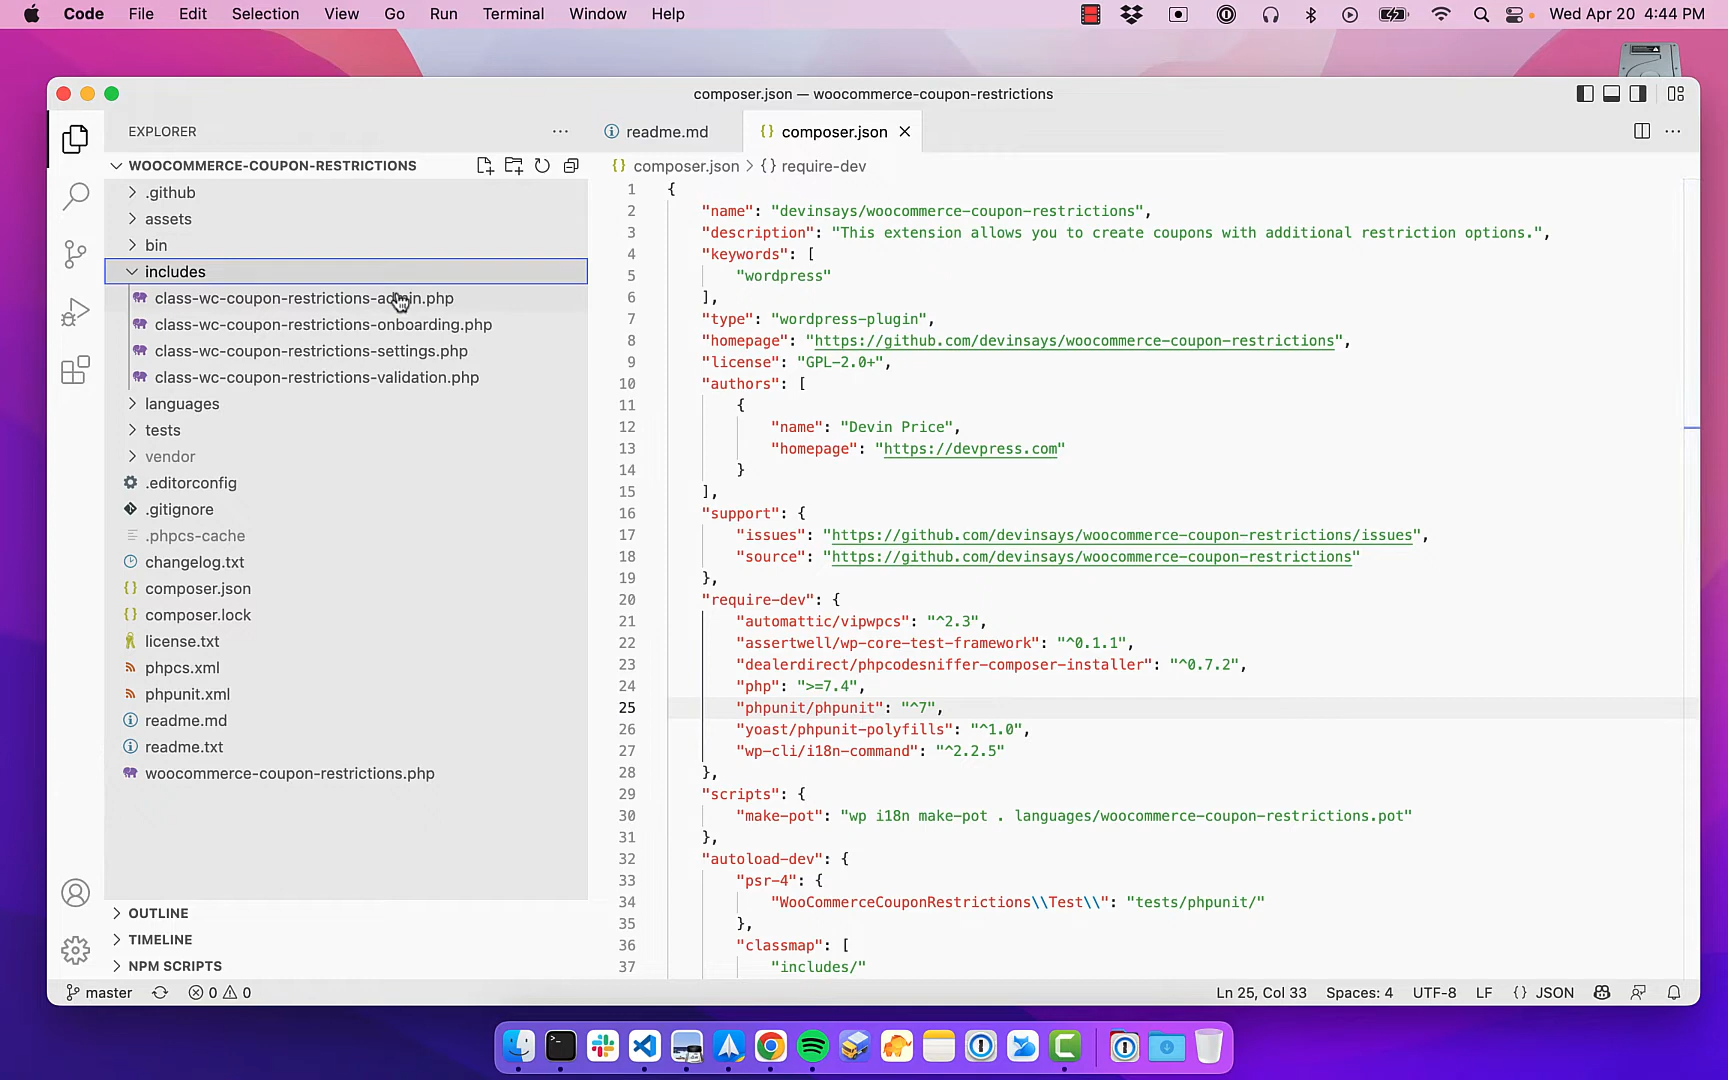 Code File Edit Selection View Go Run Terminal Window Help Wed Apr 20 4:44 PM
composer.json — woocommerce-coupon-restrictions
EXPLORER
readme.md
composer.json
WOOCOMMERCE-COUPON-RESTRICTIONS
.github
assets
bin
includes
class-wc-coupon-restrictions-admin.php
class-wc-coupon-restrictions-onboarding.php
class-wc-coupon-restrictions-settings.php
class-wc-coupon-restrictions-validation.php
languages
tests
vendor
.editorconfig
.gitignore
.phpcs-cache
changelog.txt
composer.json
composer.lock
license.txt
phpcs.xml
phpunit.xml
readme.md
readme.txt
woocommerce-coupon-restrictions.php
OUTLINE
TIMELINE
NPM SCRIPTS
{} composer.json > {} require-dev
1 {
2 "name": "devinsays/woocommerce-coupon-restrictions",
3 "description": "This extension allows you to create coupons with additional restriction options.",
4 "keywords": [
5 "wordpress"
6 ],
7 "type": "wordpress-plugin",
8 "homepage": "https://github.com/devinsays/woocommerce-coupon-restrictions",
9 "license": "GPL-2.0+",
10 "authors": [
11 {
12 "name": "Devin Price",
13 "homepage": "https://devpress.com"
14 }
15 ],
16 "support": {
17 "issues": "https://github.com/devinsays/woocommerce-coupon-restrictions/issues",
18 "source": "https://github.com/devinsays/woocommerce-coupon-restrictions"
19 },
20 "require-dev": {
21 "automattic/vipwpcs": "^2.3",
22 "assertwell/wp-core-test-framework": "^0.1.1",
23 "dealerdirect/phpcodesniffer-composer-installer": "^0.7.2",
24 "php": ">=7.4",
25 "phpunit/phpunit": "^7",
26 "yoast/phpunit-polyfills": "^1.0",
27 "wp-cli/i18n-command": "^2.2.5"
28 },
29 "scripts": {
30 "make-pot": "wp i18n make-pot . languages/woocommerce-coupon-restrictions.pot"
31 },
32 "autoload-dev": {
33 "psr-4": {
34 "WooCommerceCouponRestrictions\\Test\\": "tests/phpunit/"
35 },
36 "classmap": [
37 "includes/"
master 0 0 Ln 25, Col 33 Spaces: 4 UTF-8 LF {} JSON